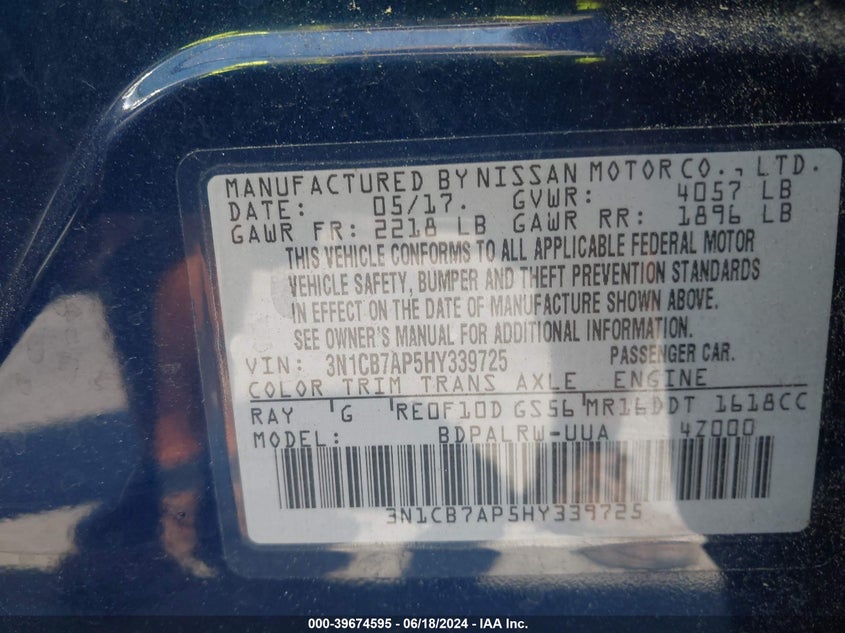 MANUFACTURED BY NISSAN MOTOR CO., LTD.
DATE: 05/17. GVWR: 4057 LB
GAWR FR: 2218 LB GAWR RR: 1896 LB
THIS VEHICLE CONFORMS TO ALL APPLICABLE FEDERAL MOTOR
VEHICLE SAFETY, BUMPER AND THEFT PREVENTION STANDARDS
IN EFFECT ON THE DATE OF MANUFACTURE SHOWN ABOVE.
SEE OWNER'S MANUAL FOR ADDITIONAL INFORMATION.
VIN: 3N1CB7AP5HY339725 PASSENGER CAR.
COLOR TRIM TRANS AXLE ENGINE
RAY G RE0F10D GS56 MR16DDT 1618CC
MODEL: BDPALRW-UUA 4Z000
3N1CB7AP5HY339725
000-39674595 - 06/18/2024 - IAA Inc.